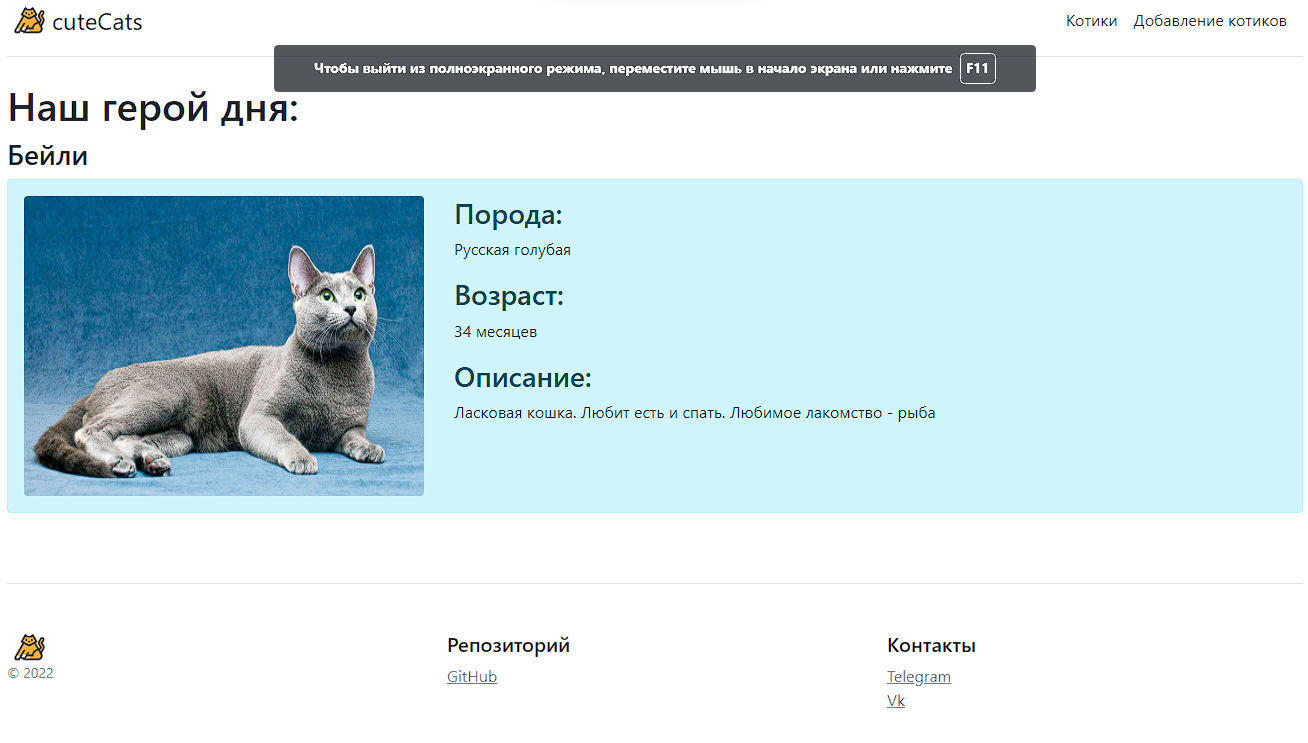 cuteCats
Котики Добавление котиков
Чтобы выйти из полноэкранного режима, переместите мышь в начало экрана или нажмите F11
Наш герой дня:
Бейли
Порода:
Русская голубая
Возраст:
34 месяцев
Описание:
Ласковая кошка. Любит есть и спать. Любимое лакомство - рыба
© 2022
Репозиторий
GitHub
Контакты
Telegram
Vk